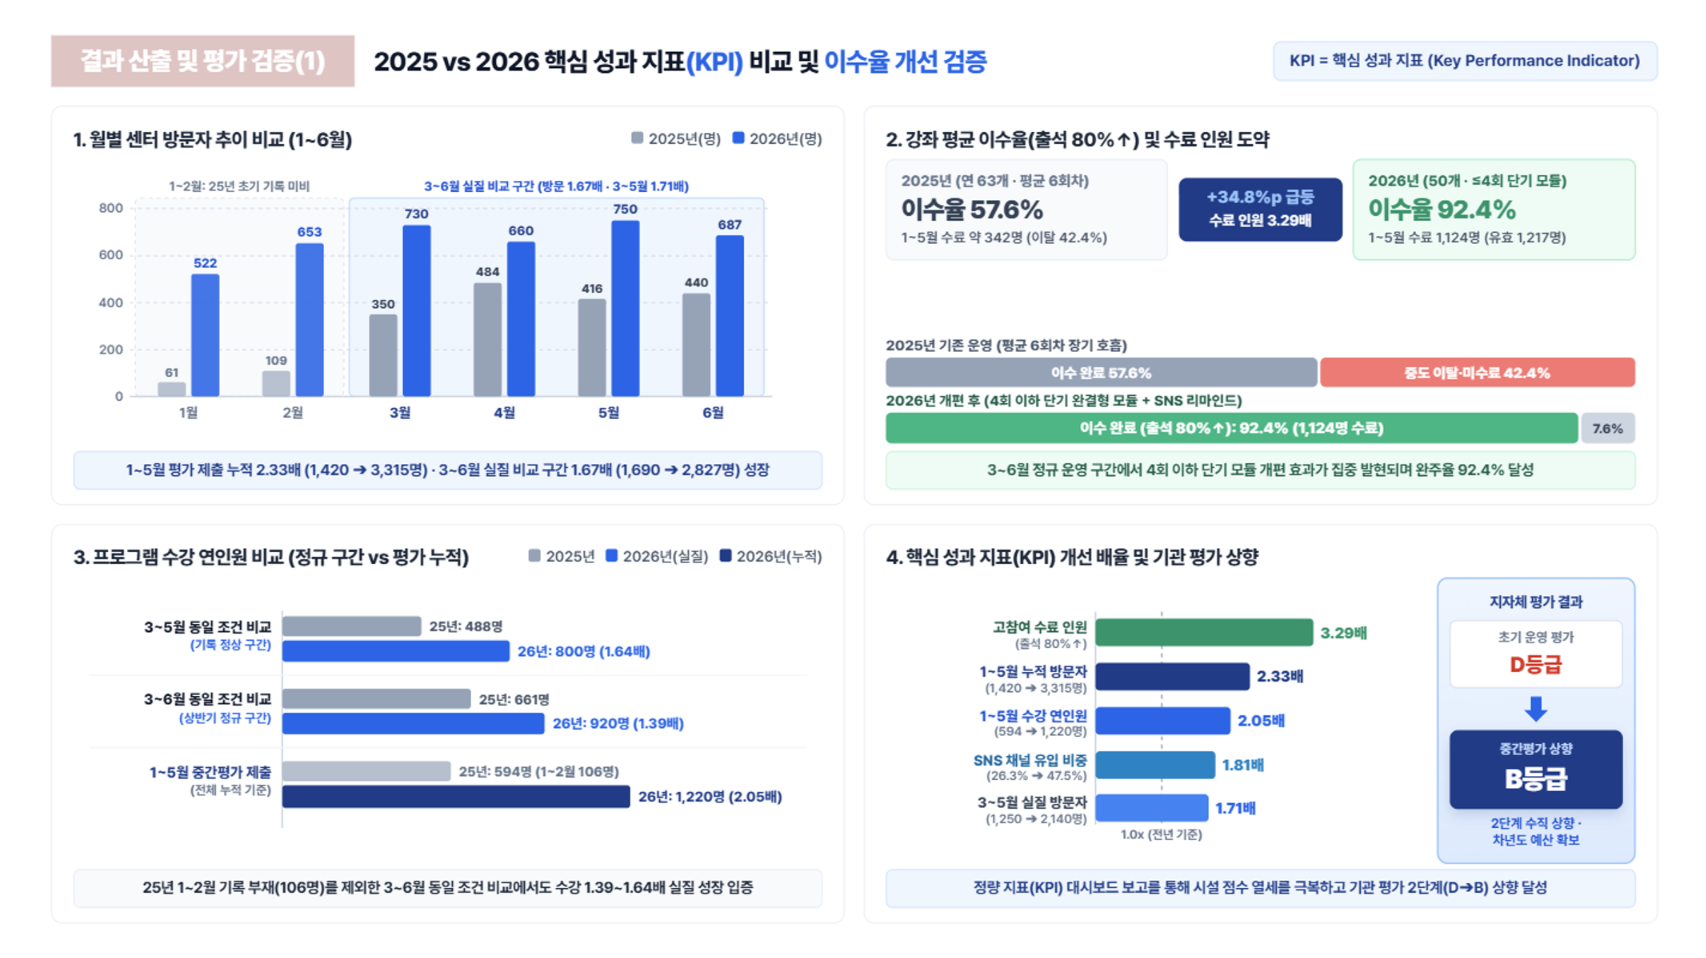 결과 산출 및 평가 검증(1)
2025 vs 2026 핵심 성과 지표(KPI) 비교 및 이수율 개선 검증
KPI = 핵심 성과 지표 (Key Performance Indicator)
1. 월별 센터 방문자 추이 비교 (1~6월)
2025년(명) 2026년(명)
1~2월: 25년 초기 기록 미비
3~6월 실질 비교 구간 (방문 1.67배 · 3~5월 1.71배)
800
600
400
200
0
61
522
109
653
350
730
484
660
416
750
440
687
1월
2월
3월
4월
5월
6월
1~5월 평가 제출 누적 2.33배 (1,420 → 3,315명) · 3~6월 실질 비교 구간 1.67배 (1,690 → 2,827명) 성장
2. 강좌 평균 이수율(출석 80%↑) 및 수료 인원 도약
2025년 (연 63개 · 평균 6회차)
이수율 57.6%
1~5월 수료 약 342명 (이탈 42.4%)
+34.8%p 급등
수료 인원 3.29배
2026년 (50개 · ≤4회 단기 모듈)
이수율 92.4%
1~5월 수료 1,124명 (유효 1,217명)
2025년 기존 운영 (평균 6회차 장기 호흡)
이수 완료 57.6%
중도 이탈·미수료 42.4%
2026년 개편 후 (4회 이하 단기 완결형 모듈 + SNS 리마인드)
이수 완료 (출석 80%↑): 92.4% (1,124명 수료)
7.6%
3~6월 정규 운영 구간에서 4회 이하 단기 모듈 개편 효과가 집중 발현되며 완주율 92.4% 달성
3. 프로그램 수강 연인원 비교 (정규 구간 vs 평가 누적)
2025년 2026년(실질) 2026년(누적)
3~5월 동일 조건 비교
(기록 정상 구간)
25년: 488명
26년: 800명 (1.64배)
3~6월 동일 조건 비교
(상반기 정규 구간)
25년: 661명
26년: 920명 (1.39배)
1~5월 중간평가 제출
(전체 누적 기준)
25년: 594명 (1~2월 106명)
26년: 1,220명 (2.05배)
25년 1~2월 기록 부재(106명)를 제외한 3~6월 동일 조건 비교에서도 수강 1.39~1.64배 실질 성장 입증
4. 핵심 성과 지표(KPI) 개선 배율 및 기관 평가 상향
고참여 수료 인원
(출석 80%↑)
3.29배
1~5월 누적 방문자
(1,420 → 3,315명)
2.33배
1~5월 수강 연인원
(594 → 1,220명)
2.05배
SNS 채널 유입 비중
(26.3% → 47.5%)
1.81배
3~5월 실질 방문자
(1,250 → 2,140명)
1.71배
1.0x (전년 기준)
지자체 평가 결과
초기 운영 평가
D등급
중간평가 상향
B등급
2단계 수직 상향 ·
차년도 예산 확보
정량 지표(KPI) 대시보드 보고를 통해 시설 점수 열세를 극복하고 기관 평가 2단계(D→B) 상향 달성